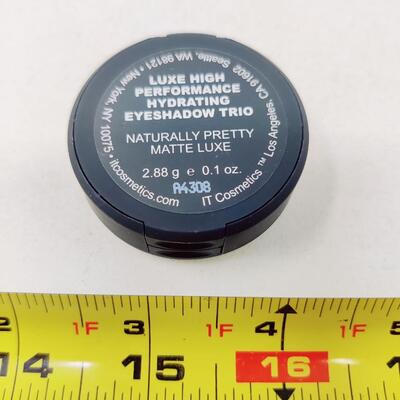 LUXE HIGH
PERFORMANCE
HYDRATING
EYESHADOW TRIO
NATURALLY PRETTY
MATTE LUXE
2.88 g e 0.1 oz.
A4308
itcosmetics.com IT Cosmetics™ Los Angeles, CA 91602 Seattle, WA 98121 • New York, NY 10075 •
2 1F 3 1F 4 1F
14 15 16 17